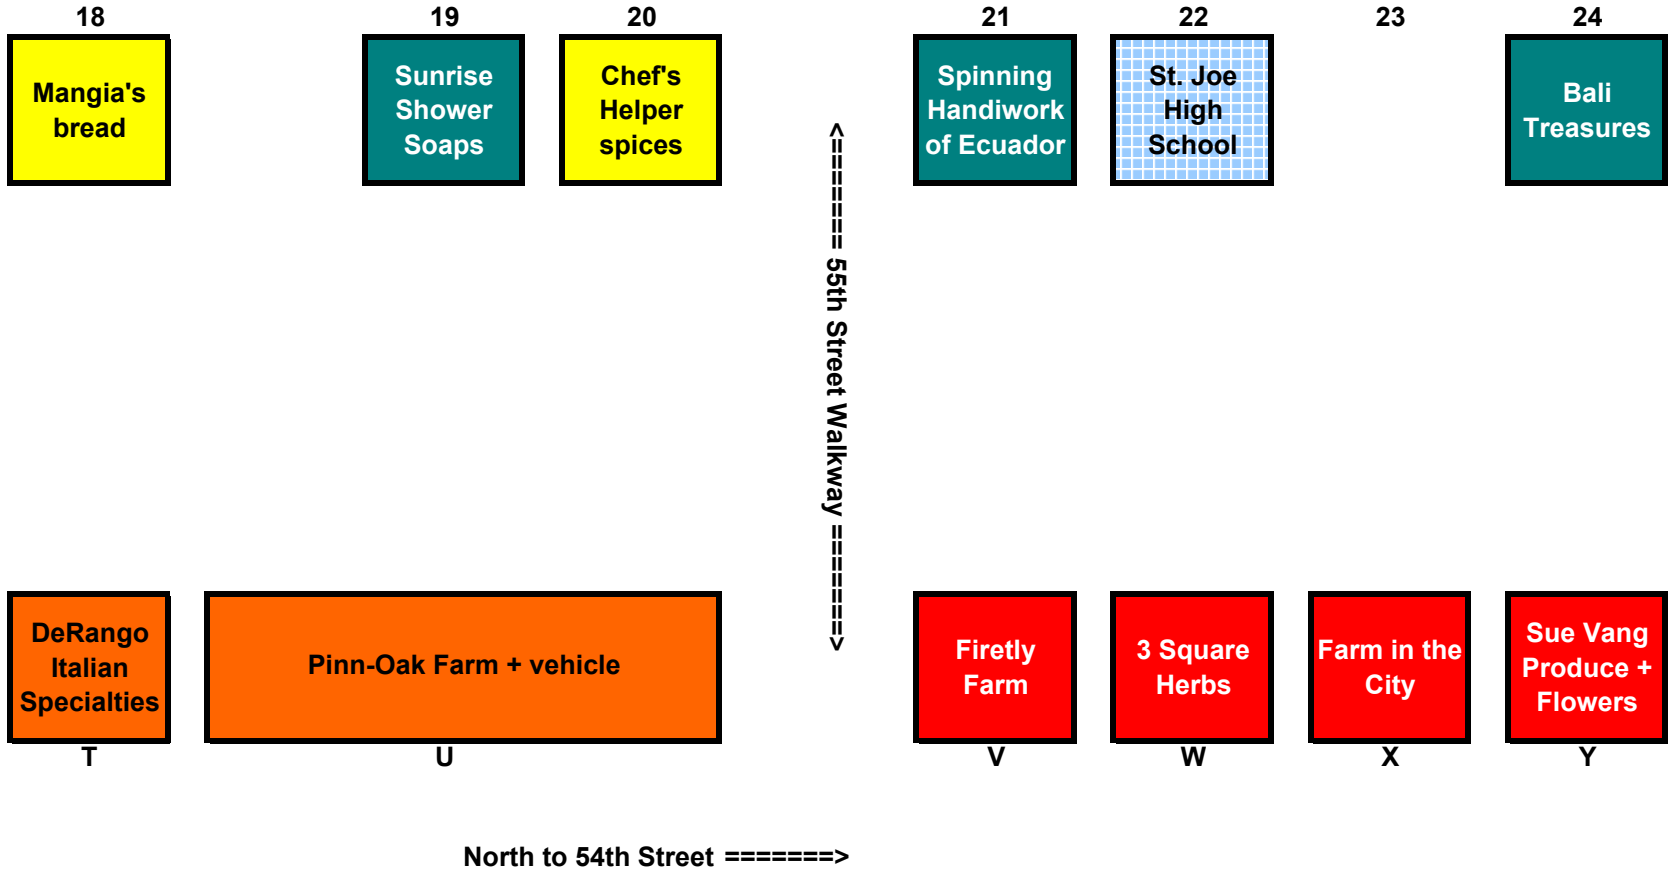 18 19 20 21 22 23 24
Mangia's
bread
Sunrise
Shower
Soaps
Chef's
Helper
spices
Spinning
Handiwork
of Ecuador
St. Joe
High
School
Bali
Treasures
<======= 55th Street Walkway =======>
DeRango
Italian
Specialties
Pinn-Oak Farm + vehicle
Firetly
Farm
3 Square
Herbs
Farm in the
City
Sue Vang
Produce +
Flowers
T U V W X Y
North to 54th Street =======>